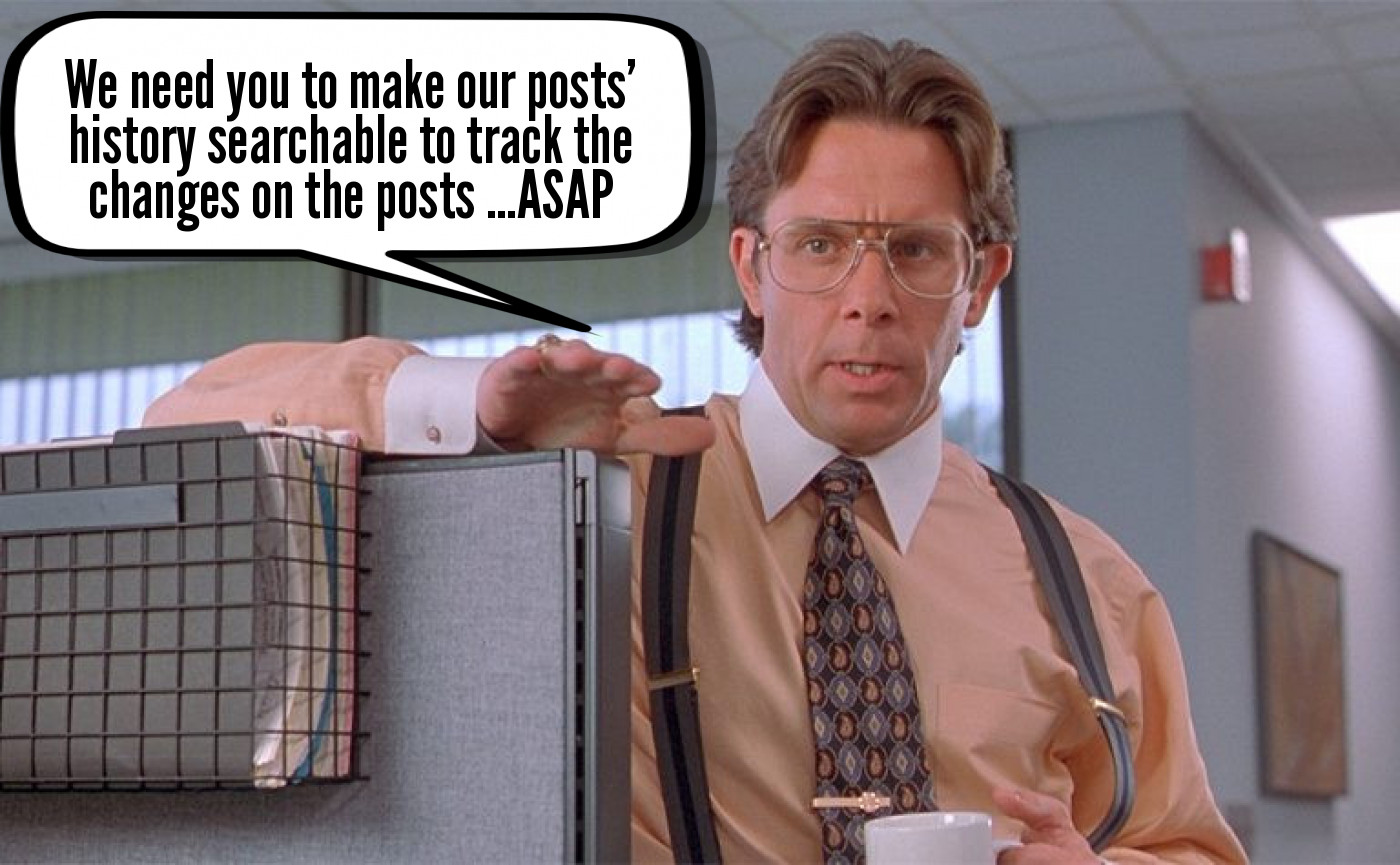 We need you to make our posts’
history searchable to track the
changes on the posts ...ASAP